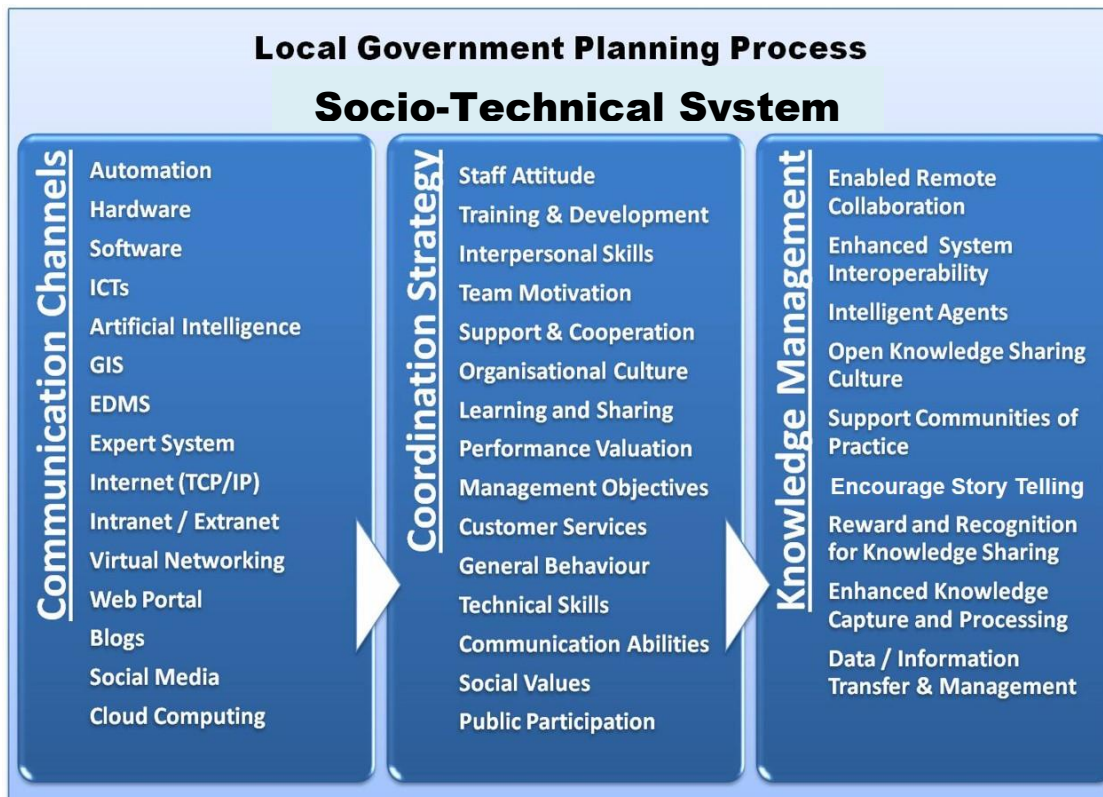 Local Government Planning Process
Socio-Technical System
Communication Channels
Automation
Hardware
Software
ICTs
Artificial Intelligence
GIS
EDMS
Expert System
Internet (TCP/IP)
Intranet / Extranet
Virtual Networking
Web Portal
Blogs
Social Media
Cloud Computing
Coordination Strategy
Staff Attitude
Training & Development
Interpersonal Skills
Team Motivation
Support & Cooperation
Organisational Culture
Learning and Sharing
Performance Valuation
Management Objectives
Customer Services
General Behaviour
Technical Skills
Communication Abilities
Social Values
Public Participation
Knowledge Management
Enabled Remote
Collaboration
Enhanced System
Interoperability
Intelligent Agents
Open Knowledge Sharing
Culture
Support Communities of
Practice
Encourage Story Telling
Reward and Recognition
for Knowledge Sharing
Enhanced Knowledge
Capture and Processing
Data / Information
Transfer & Management